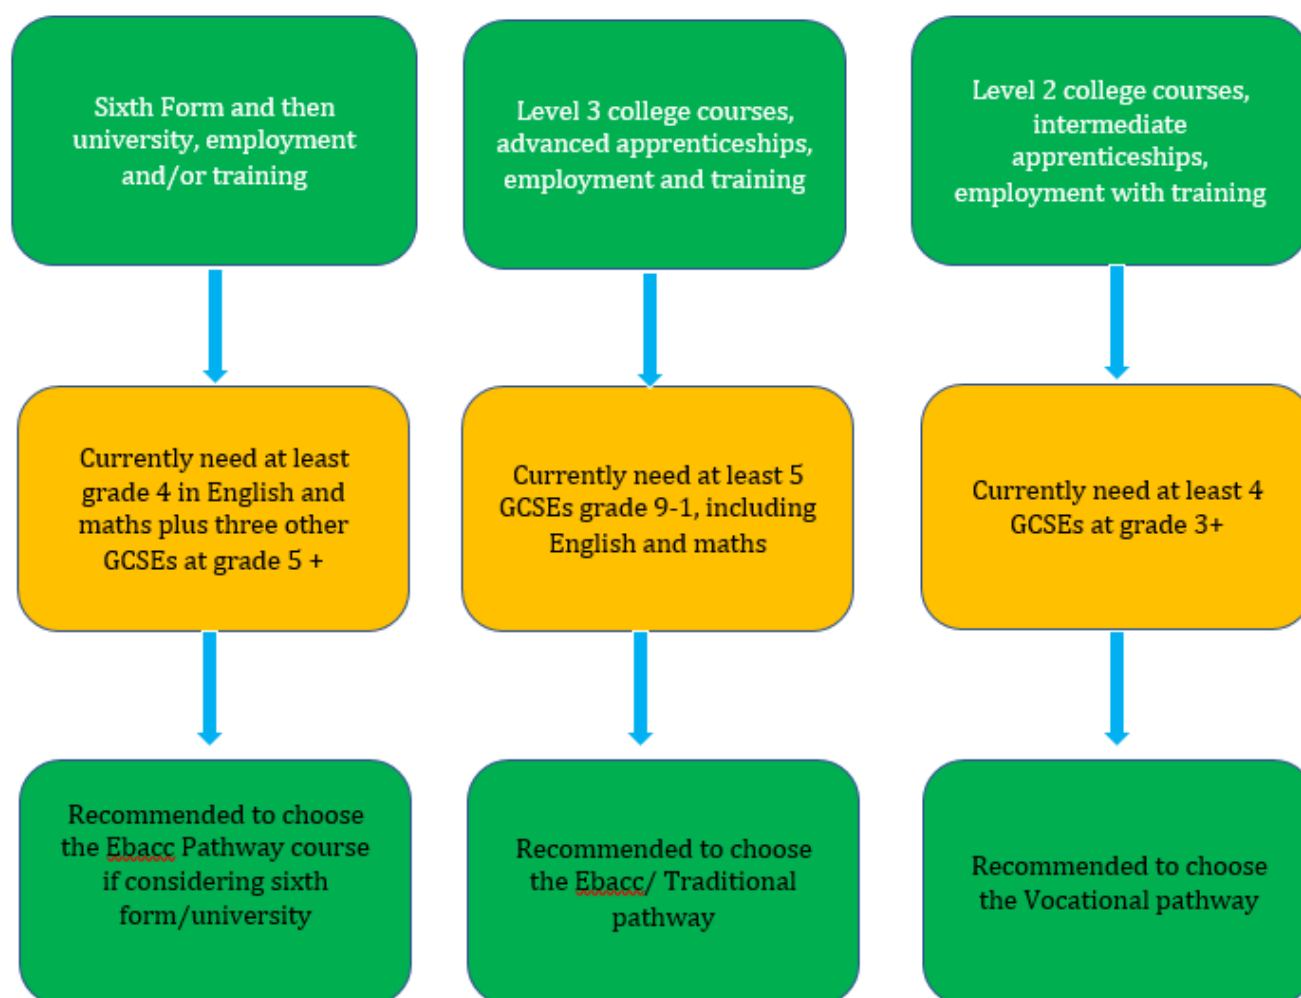 Sixth Form and then
university, employment
and/or training
Level 3 college courses,
advanced apprenticeships,
employment and training
Level 2 college courses,
intermediate
apprenticeships,
employment with training
Currently need at least
grade 4 in English and
maths plus three other
GCSEs at grade 5 +
Currently need at least 5
GCSEs grade 9-1, including
English and maths
Currently need at least 4
GCSEs at grade 3+
Recommended to choose
the Ebacc Pathway course
if considering sixth
form/university
Recommended to choose
the Ebacc/ Traditional
pathway
Recommended to choose
the Vocational pathway